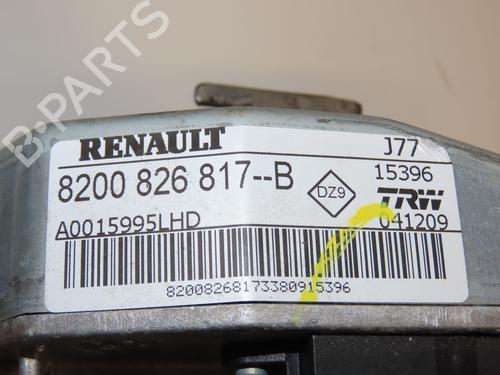 RENAULT
J77
8200 826 817--B
DZ9
15396
TRW
A0015995LHD
041209
82008268173380915396
B-PARTS